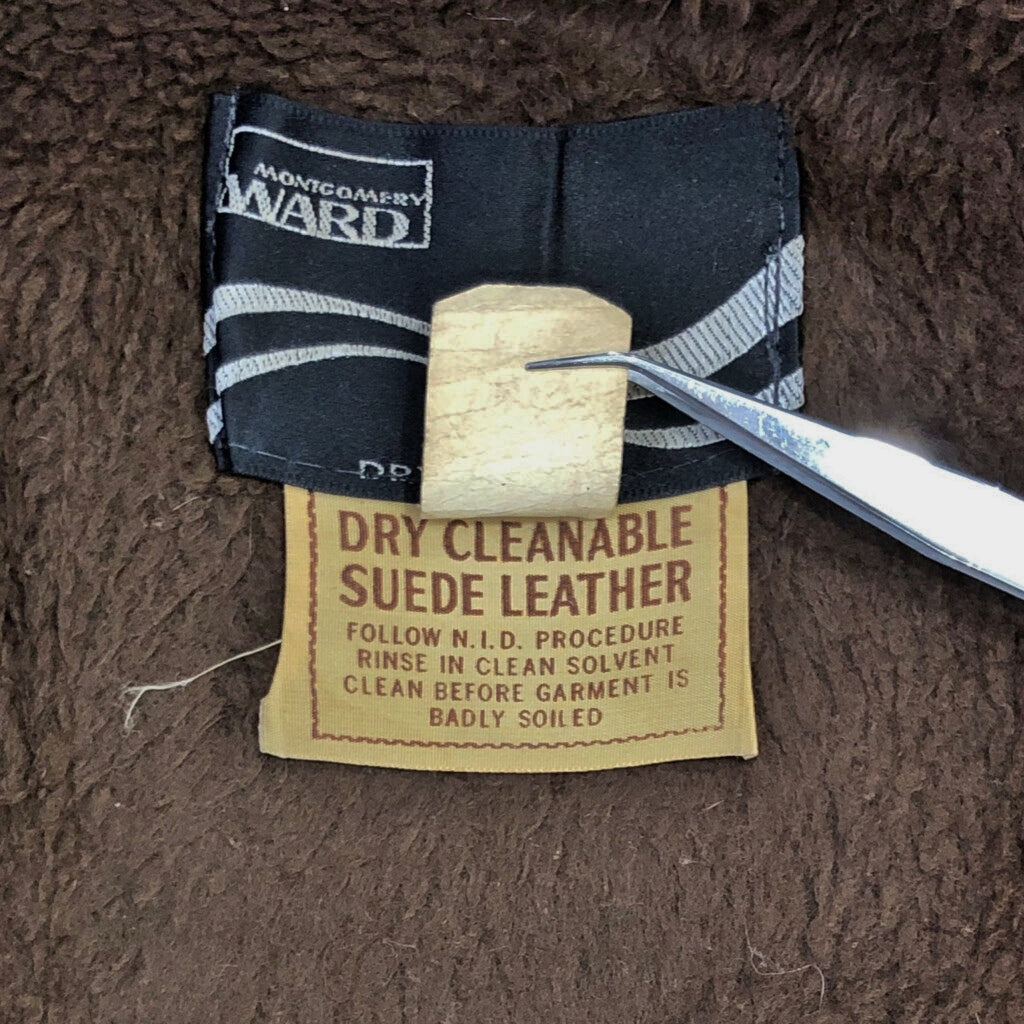 MONTGOMERY
WARD
DRY CLEANABLE
SUEDE LEATHER
FOLLOW N.I.D. PROCEDURE
RINSE IN CLEAN SOLVENT
CLEAN BEFORE GARMENT IS
BADLY SOILED